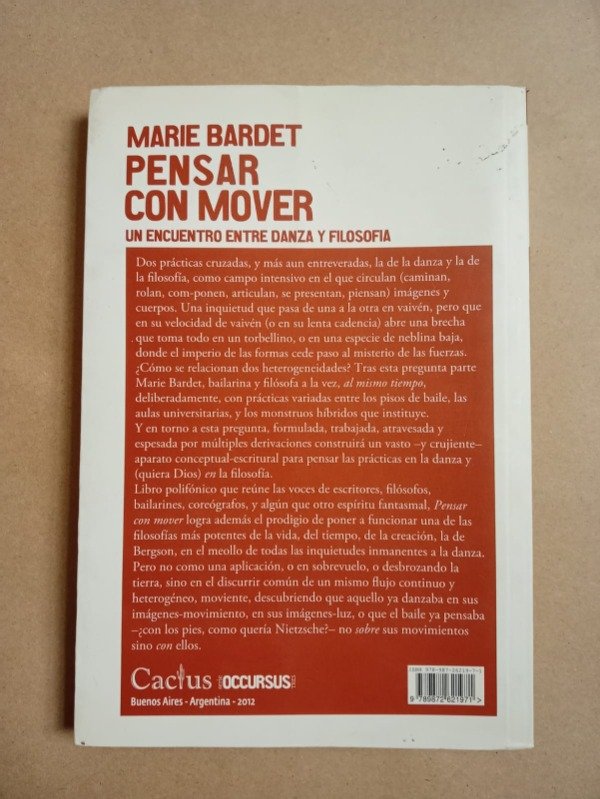 MARIE BARDET
PENSAR
CON MOVER
UN ENCUENTRO ENTRE DANZA Y FILOSOFIA
Dos prácticas cruzadas, y más aun entreveradas, la de la danza y la de
la filosofía, como campo intensivo en el que circulan (caminan,
rolan, com-ponen, articulan, se presentan, piensan) imágenes y
cuerpos. Una inquietud que pasa de una a la otra en vaivén, pero que
en su velocidad de vaivén (o en su lenta cadencia) abre una brecha
que toma todo en un torbellino, o en una especie de neblina baja,
donde el imperio de las formas cede paso al misterio de las fuerzas.
¿Cómo se relacionan dos heterogeneidades? Tras esta pregunta parte
Marie Bardet, bailarina y filósofa a la vez, al mismo tiempo,
deliberadamente, con prácticas variadas entre los pisos de baile, las
aulas universitarias, y los monstruos híbridos que instituye.
Y en torno a esta pregunta, formulada, trabajada, atravesada y
espesada por múltiples derivaciones construirá un vasto –y crujiente–
aparato conceptual-escritural para pensar las prácticas en la danza y
(quiera Dios) en la filosofía.
Libro polifónico que reúne las voces de escritores, filósofos,
bailarines, coreógrafos, y algún que otro espíritu fantasmal, Pensar
con mover logra además el prodigio de poner a funcionar una de las
filosofías más potentes de la vida, del tiempo, de la creación, la de
Bergson, en el meollo de todas las inquietudes inmanentes a la danza.
Pero no como una aplicación, o en sobrevuelo, o desbrozando la
tierra, sino en el discurrir común de un mismo flujo continuo y
heterogéneo, moviente, descubriendo que aquello ya danzaba en sus
imágenes-movimiento, en sus imágenes-luz, o que el baile ya pensaba
–¿con los pies, como quería Nietzsche?– no sobre sus movimientos
sino con ellos.
Cactus OCCURSUS
Buenos Aires - Argentina - 2012
9 789872 621971 >